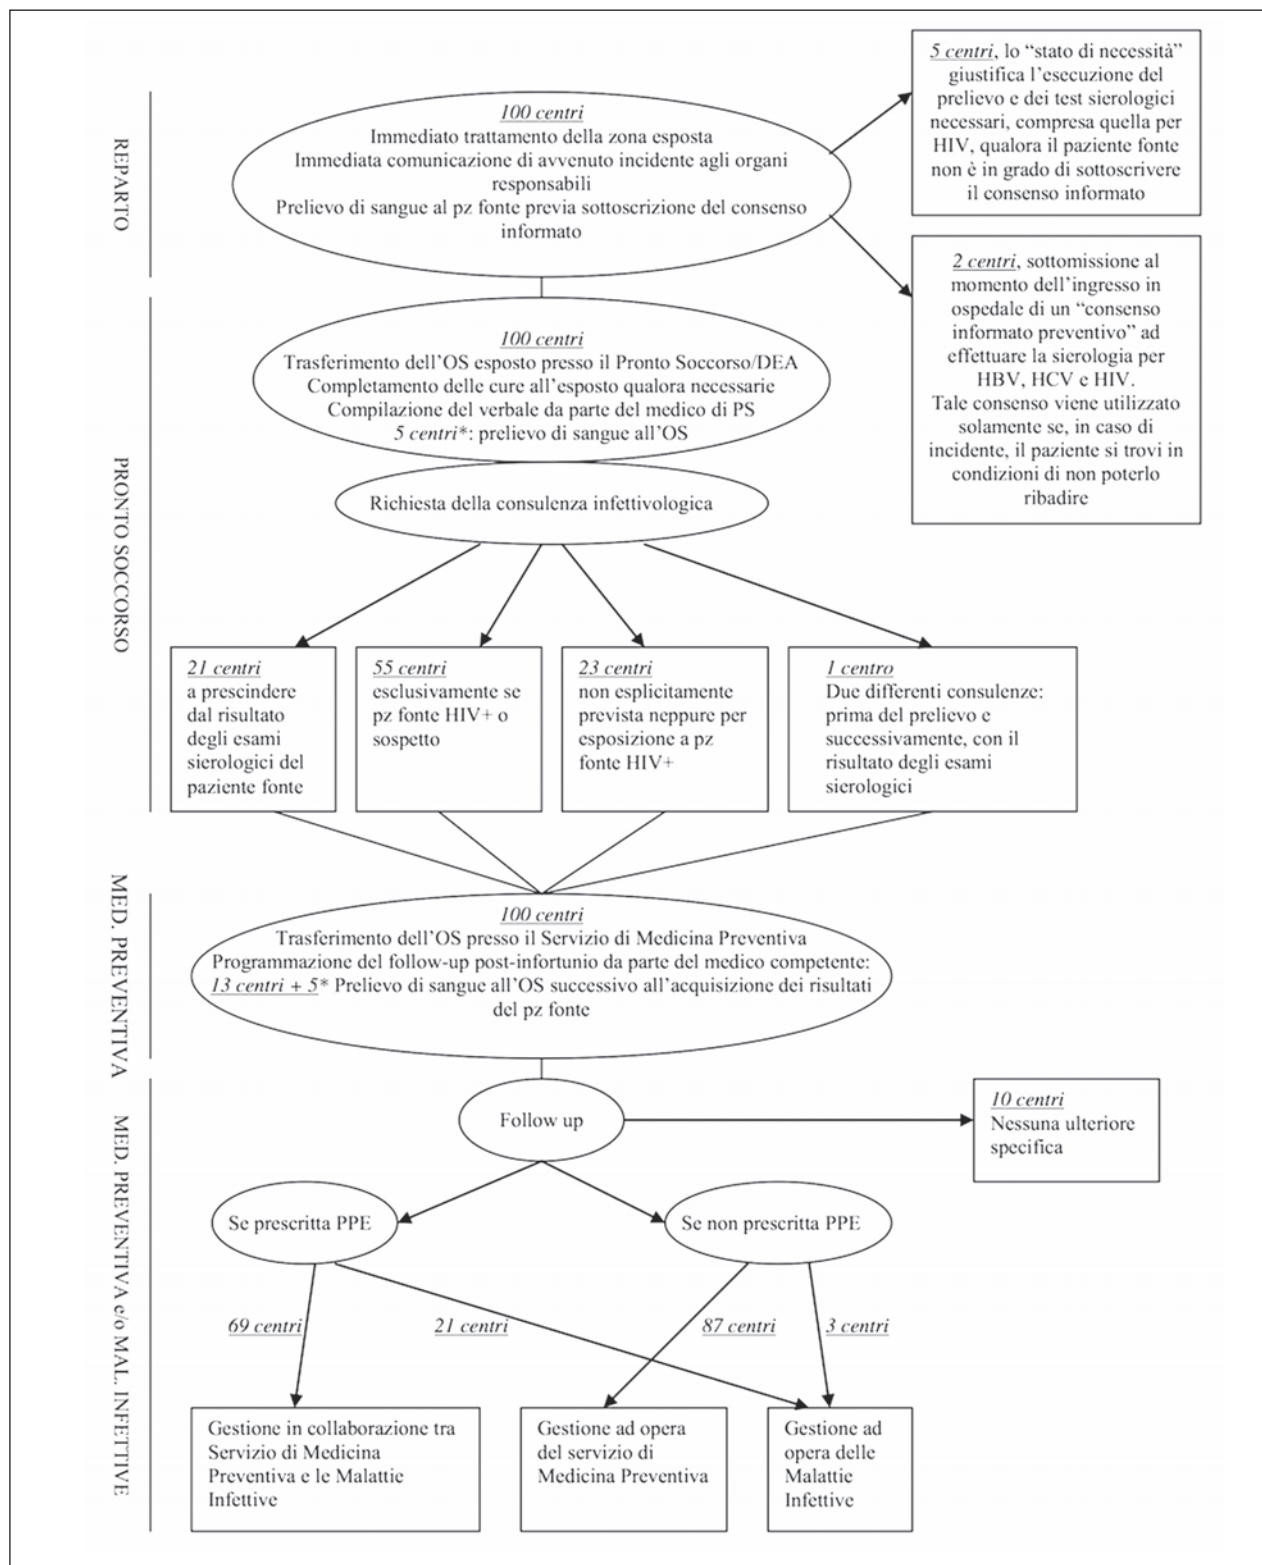 REPARTO
100 centri
Immediato trattamento della zona esposta
Immediata comunicazione di avvenuto incidente agli organi
responsabili
Prelievo di sangue al pz fonte previa sottoscrizione del consenso
informato
5 centri, lo “stato di necessità”
giustifica l’esecuzione del
prelievo e dei test sierologici
necessari, compresa quella per
HIV, qualora il paziente fonte
non è in grado di sottoscrivere
il consenso informato
2 centri, sottomissione al
momento dell’ingresso in
ospedale di un “consenso
informato preventivo” ad
effettuare la sierologia per
HBV, HCV e HIV.
Tale consenso viene utilizzato
solamente se, in caso di
incidente, il paziente si trovi in
condizioni di non poterlo
ribadire
PRONTO SOCCORSO
100 centri
Trasferimento dell’OS esposto presso il Pronto Soccorso/DEA
Completamento delle cure all’esposto qualora necessarie
Compilazione del verbale da parte del medico di PS
5 centri*: prelievo di sangue all’OS
Richiesta della consulenza infettivologica
21 centri
a prescindere
dal risultato
degli esami
sierologici del
paziente fonte
55 centri
esclusivamente se
pz fonte HIV+ o
sospetto
23 centri
non esplicitamente
prevista neppure per
esposizione a pz
fonte HIV+
1 centro
Due differenti consulenze:
prima del prelievo e
successivamente, con il
risultato degli esami
sierologici
MED. PREVENTIVA
100 centri
Trasferimento dell’OS presso il Servizio di Medicina Preventiva
Programmazione del follow-up post-infortunio da parte del medico competente:
13 centri + 5* Prelievo di sangue all’OS successivo all’acquisizione dei risultati
del pz fonte
MED. PREVENTIVA e/o MAL. INFETTIVE
Follow up
10 centri
Nessuna ulteriore
specifica
Se prescritta PPE
Se non prescritta PPE
69 centri
21 centri
87 centri
3 centri
Gestione in collaborazione tra
Servizio di Medicina
Preventiva e le Malattie
Infettive
Gestione ad opera
del servizio di
Medicina Preventiva
Gestione ad
opera delle
Malattie
Infettive